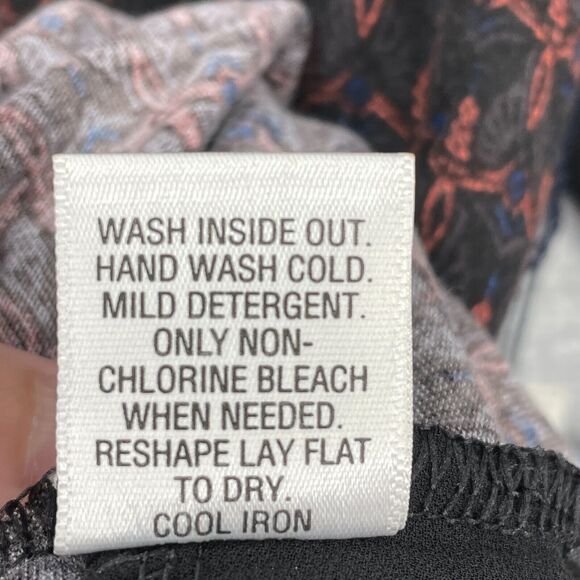 WASH INSIDE OUT.
HAND WASH COLD.
MILD DETERGENT.
ONLY NON-
CHLORINE BLEACH
WHEN NEEDED.
RESHAPE LAY FLAT
TO DRY.
COOL IRON